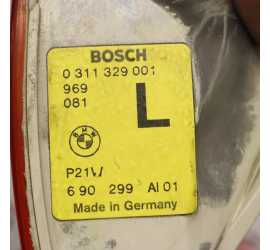 BOSCH
0 311 329 001
969
081
L
BMW
P21W
6 90 299 AI 01
Made in Germany